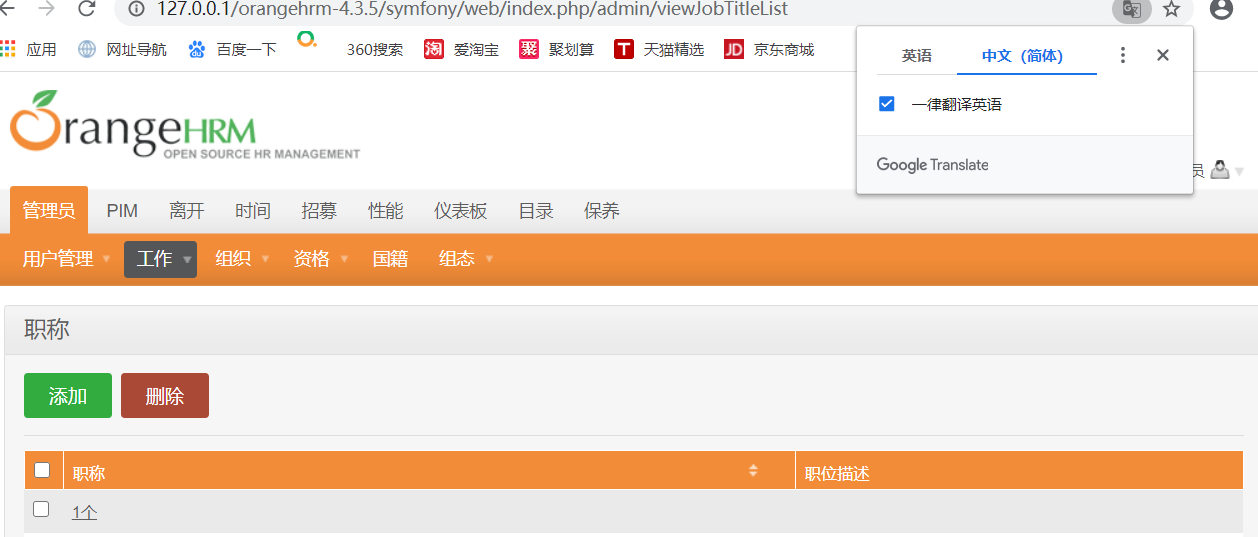 127.0.0.1/orangehrm-4.3.5/symfony/web/index.php/admin/viewJobTitleList
应用 网址导航 百度一下 360搜索 淘 爱淘宝 聚 聚划算 T 天猫精选 JD 京东商城
英语 中文（简体）
一律翻译英语
Google Translate
OrangeHRM
OPEN SOURCE HR MANAGEMENT
员
管理员 PIM 离开 时间 招募 性能 仪表板 目录 保养
用户管理 工作 组织 资格 国籍 组态
职称
添加 删除
职称 职位描述
1个